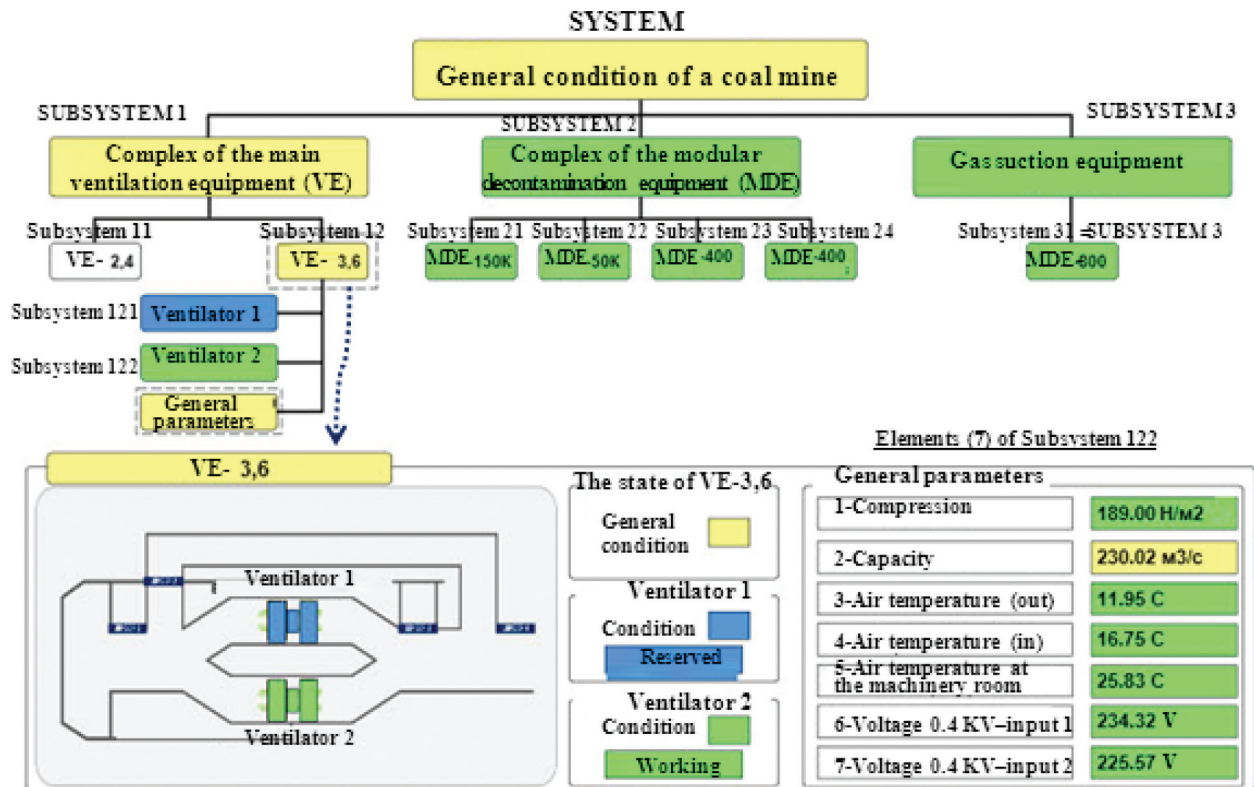 SYSTEM
General condition of a coal mine
SUBSYSTEM 1
SUBSYSTEM 2
SUBSYSTEM 3
Complex of the main
ventilation equipment (VE)
Complex of the modular
decontamination equipment (MDE)
Gas suction equipment
Subsystem 11
Subsystem 12
Subsystem 21
Subsystem 22
Subsystem 23
Subsystem 24
Subsystem 31 =SUBSYSTEM 3
VE- 2,4
VE- 3,6
MDE-150K
MDE-50K
MDE-400
MDE-400
Subsystem 121
Ventilator 1
Subsystem 122
Ventilator 2
General
parameters
Elements (7) of Subsystem 122
VE- 3,6
Ventilator 1
Ventilator 2
The state of VE-3,6
General
condition
Ventilator 1
Condition
Reserved
Ventilator 2
Condition
Working
General parameters
1-Compression
189.00 Н/м2
2-Capacity
230.02 м3/с
3-Air temperature (out)
11.95 C
4-Air temperature (in)
16.75 C
5-Air temperature at
the machinery room
25.83 C
6-Voltage 0.4 KV–input 1
234.32 V
7-Voltage 0.4 KV–input 2
225.57 V